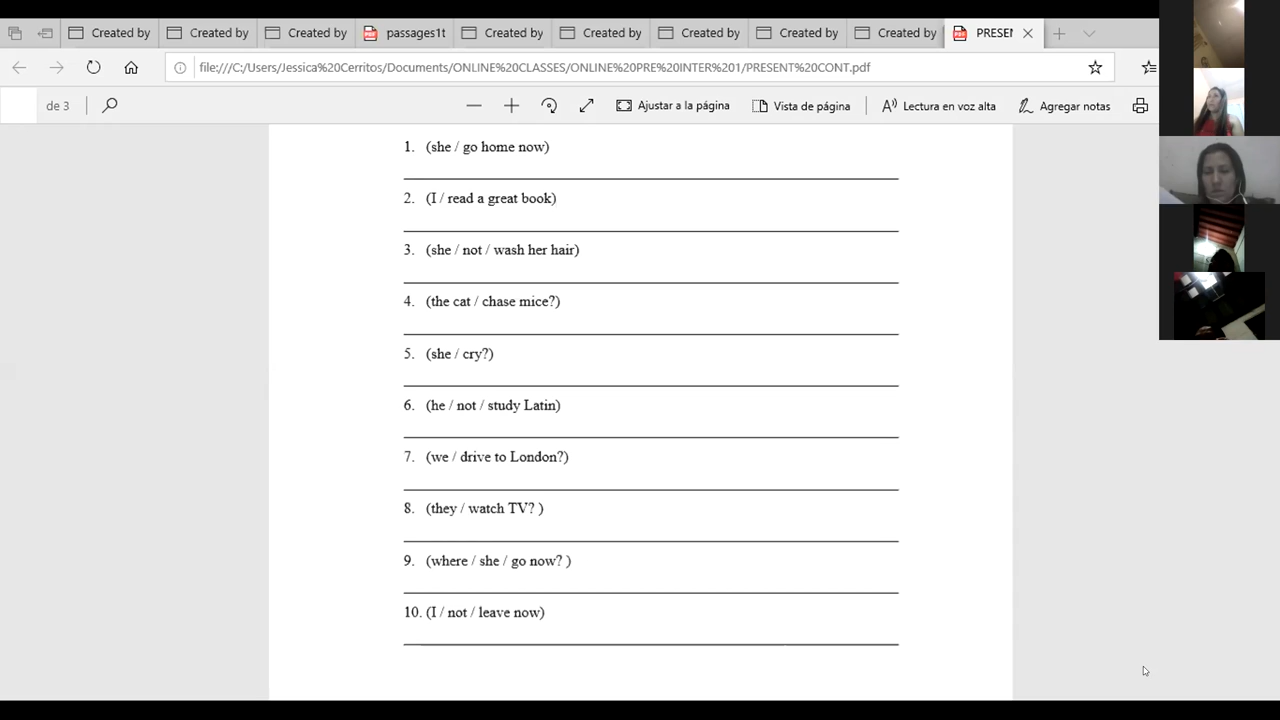 Created by
Created by
Created by
passages1t
Created by
Created by
Created by
Created by
Created by
PRESEN
file:///C:/Users/Jessica%20Cerritos/Documents/ONLINE%20CLASSES/ONLINE%20PRE%20INTER%201/PRESENT%20CONT.pdf
de 3
Ajustar a la página
Vista de página
Lectura en voz alta
Agregar notas
1. (she / go home now)
2. (I / read a great book)
3. (she / not / wash her hair)
4. (the cat / chase mice?)
5. (she / cry?)
6. (he / not / study Latin)
7. (we / drive to London?)
8. (they / watch TV? )
9. (where / she / go now? )
10. (I / not / leave now)